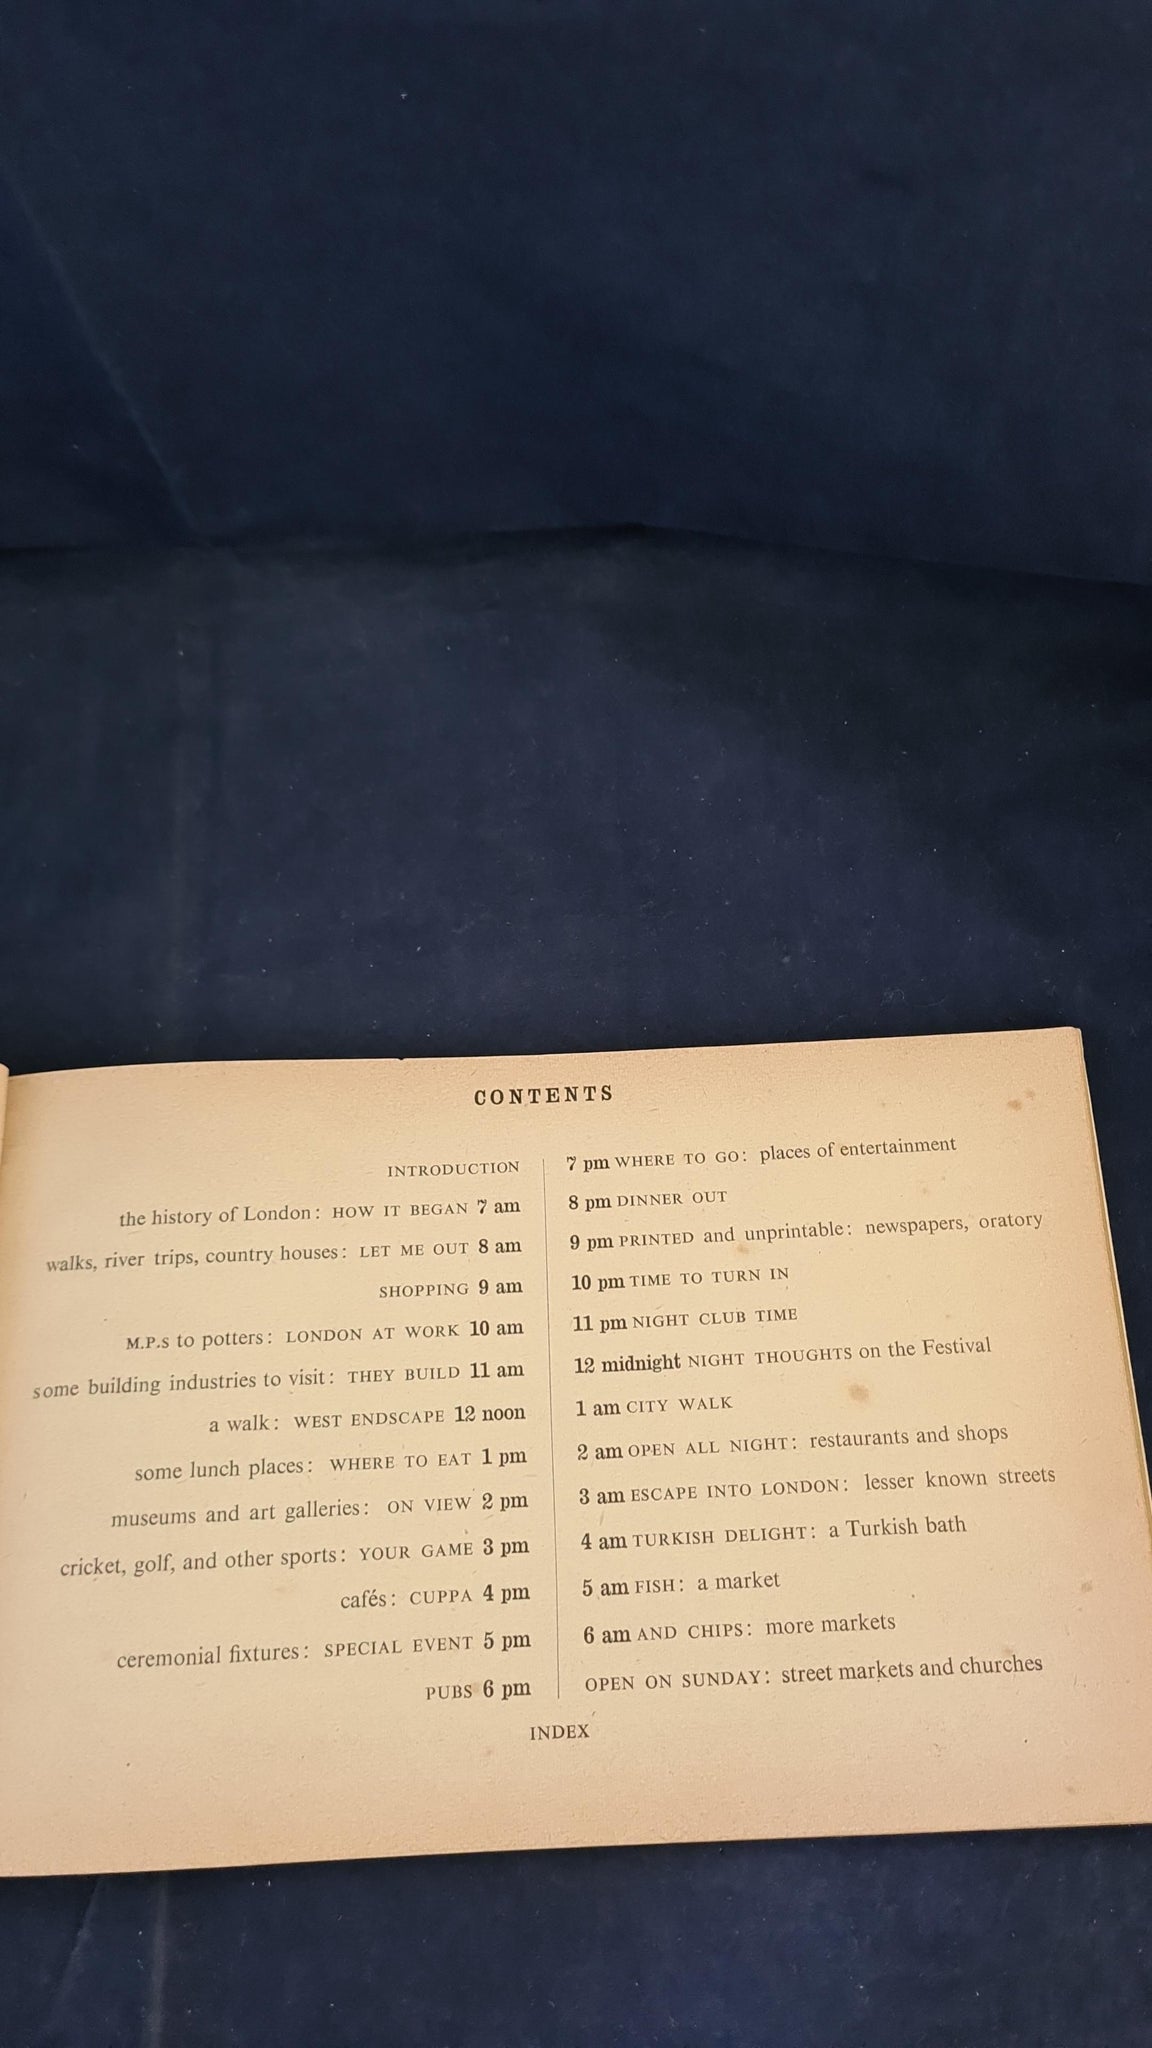 CONTENTS
INTRODUCTION
the history of London: HOW IT BEGAN 7 am
walks, river trips, country houses: LET ME OUT 8 am
SHOPPING 9 am
M.P.s to potters: LONDON AT WORK 10 am
some building industries to visit: THEY BUILD 11 am
a walk: WEST ENDSCAPE 12 noon
some lunch places: WHERE TO EAT 1 pm
museums and art galleries: ON VIEW 2 pm
cricket, golf, and other sports: YOUR GAME 3 pm
cafés: CUPPA 4 pm
ceremonial fixtures: SPECIAL EVENT 5 pm
PUBS 6 pm
7 pm WHERE TO GO: places of entertainment
8 pm DINNER OUT
9 pm PRINTED and unprintable: newspapers, oratory
10 pm TIME TO TURN IN
11 pm NIGHT CLUB TIME
12 midnight NIGHT THOUGHTS on the Festival
1 am CITY WALK
2 am OPEN ALL NIGHT: restaurants and shops
3 am ESCAPE INTO LONDON: lesser known streets
4 am TURKISH DELIGHT: a Turkish bath
5 am FISH: a market
6 am AND CHIPS: more markets
OPEN ON SUNDAY: street markets and churches
INDEX